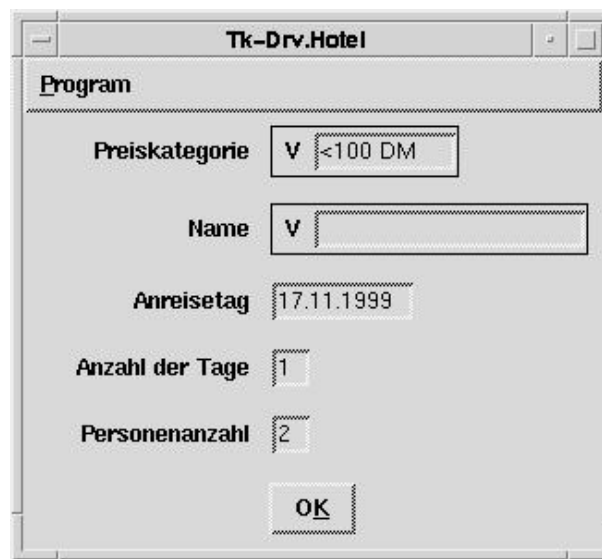 Tk-Drv.Hotel
Program
Preiskategorie V <100 DM
Name V
Anreisetag 17.11.1999
Anzahl der Tage 1
Personenanzahl 2
OK